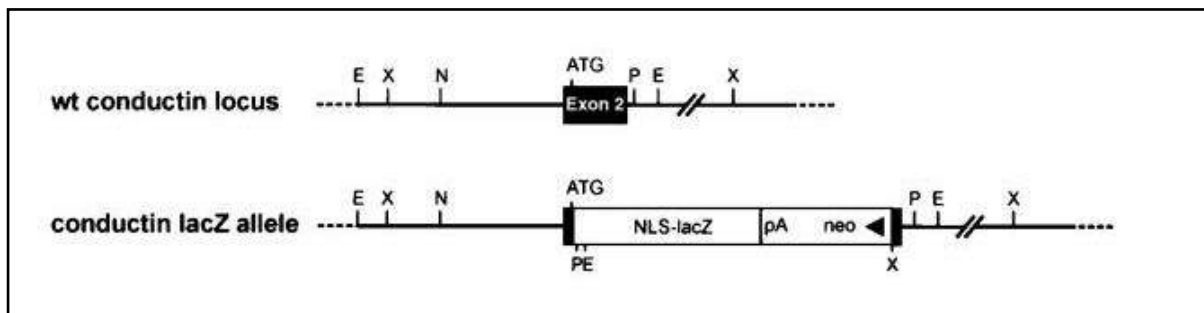 ATG
E X N P E X
wt conductin locus Exon 2
ATG
E X N P E X
conductin lacZ allele NLS-lacZ pA neo
PE X